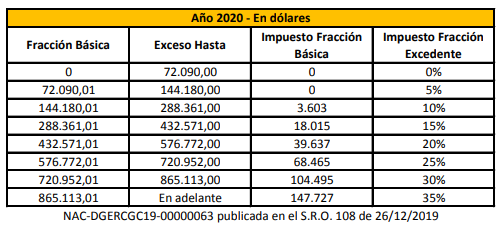 Año 2020 - En dólares
Fracción Básica Exceso Hasta Impuesto Fracción Básica Impuesto Fracción Excedente
0 72.090,00 0 0%
72.090,01 144.180,00 0 5%
144.180,01 288.361,00 3.603 10%
288.361,01 432.571,00 18.015 15%
432.571,01 576.772,00 39.637 20%
576.772,01 720.952,00 68.465 25%
720.952,01 865.113,00 104.495 30%
865.113,01 En adelante 147.727 35%
NAC-DGERCGC19-00000063 publicada en el S.R.O. 108 de 26/12/2019